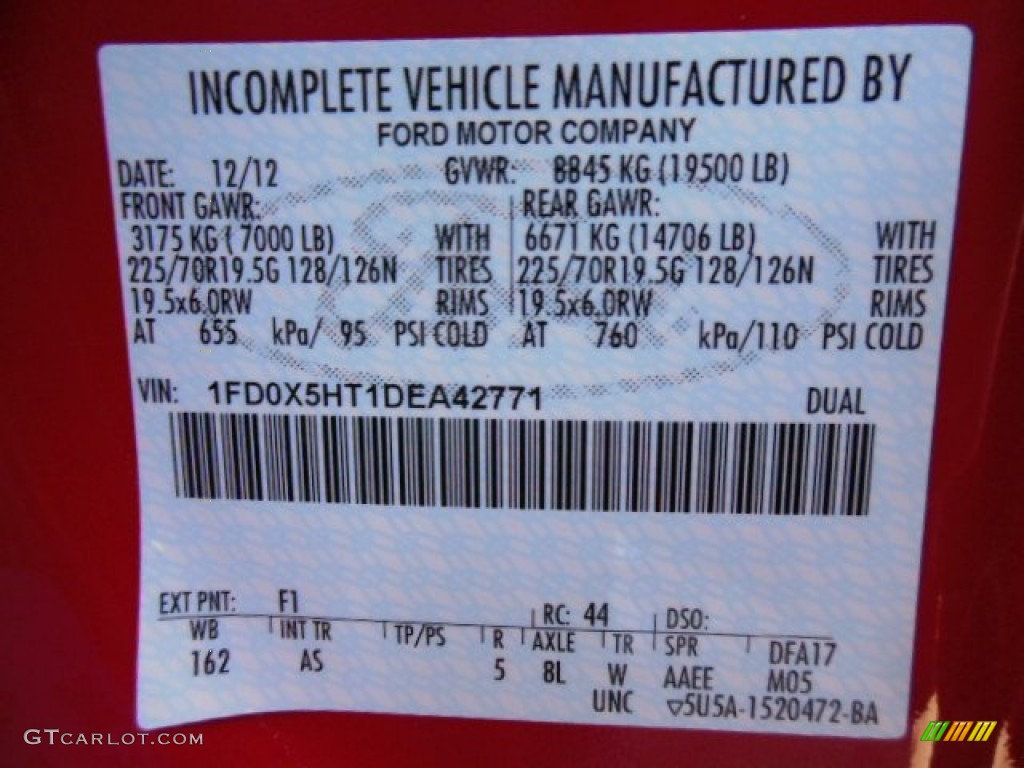 INCOMPLETE VEHICLE MANUFACTURED BY
FORD MOTOR COMPANY
DATE: 12/12 GVWR: 8845 KG (19500 LB)
FRONT GAWR: REAR GAWR:
3175 KG ( 7000 LB) WITH 6671 KG (14706 LB) WITH
225/70R19.5G 128/126N TIRES 225/70R19.5G 128/126N TIRES
19.5x6.0RW RIMS 19.5x6.0RW RIMS
AT 655 kPa/ 95 PSI COLD AT 760 kPa/110 PSI COLD
VIN: 1FD0X5HT1DEA42771 DUAL
EXT PNT: F1 RC: 44 DSO:
WB INT TR TP/PS R AXLE TR SPR DFA17
162 AS 5 8L W AAEE M05
UNC ▽5U5A-1520472-BA
GTCARLOT.COM